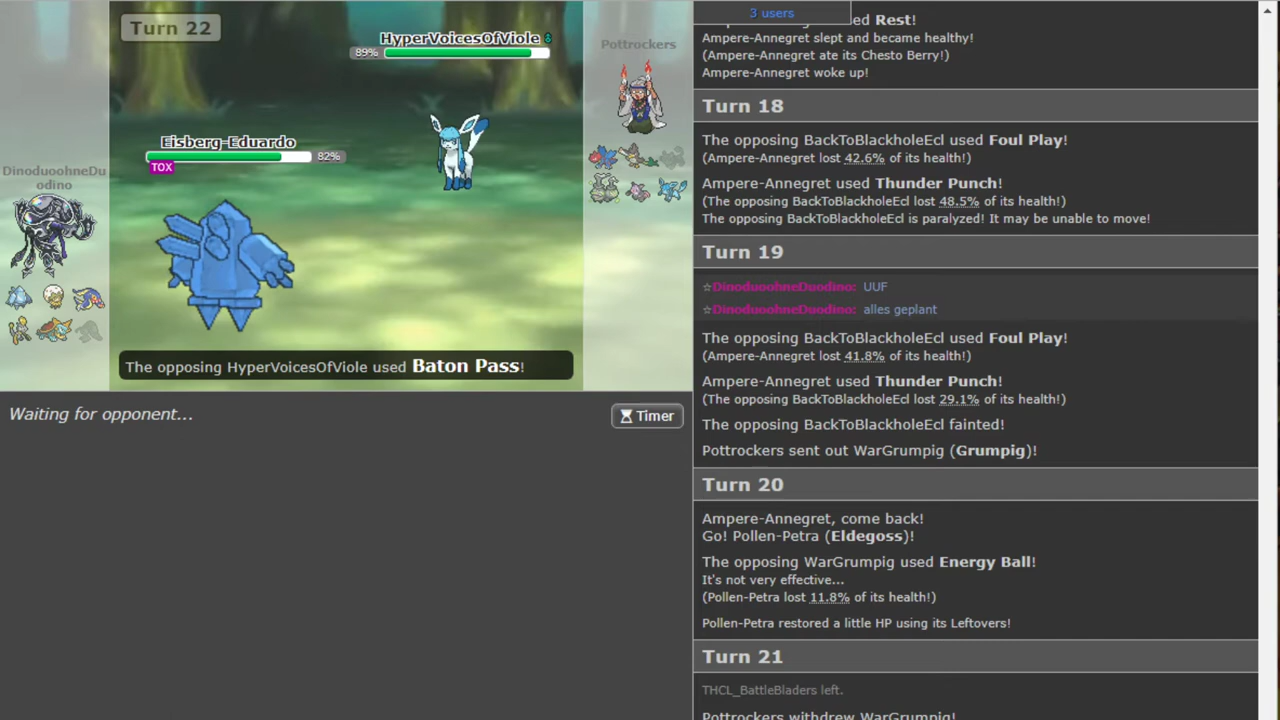 Turn 22
HyperVoicesOfViole
89%
Eisberg-Eduardo
82%
TOX
DinoduoohneDu
odino
Pottrockers
The opposing HyperVoicesOfViole used Baton Pass!
Waiting for opponent...
Timer
3 users
ed Rest!
Ampere-Annegret slept and became healthy!
(Ampere-Annegret ate its Chesto Berry!)
Ampere-Annegret woke up!
Turn 18
The opposing BackToBlackholeEcl used Foul Play!
(Ampere-Annegret lost 42.6% of its health!)
Ampere-Annegret used Thunder Punch!
(The opposing BackToBlackholeEcl lost 48.5% of its health!)
The opposing BackToBlackholeEcl is paralyzed! It may be unable to move!
Turn 19
☆DinoduoohneDuodino: UUF
☆DinoduoohneDuodino: alles geplant
The opposing BackToBlackholeEcl used Foul Play!
(Ampere-Annegret lost 41.8% of its health!)
Ampere-Annegret used Thunder Punch!
(The opposing BackToBlackholeEcl lost 29.1% of its health!)
The opposing BackToBlackholeEcl fainted!
Pottrockers sent out WarGrumpig (Grumpig)!
Turn 20
Ampere-Annegret, come back!
Go! Pollen-Petra (Eldegoss)!
The opposing WarGrumpig used Energy Ball!
It's not very effective...
(Pollen-Petra lost 11.8% of its health!)
Pollen-Petra restored a little HP using its Leftovers!
Turn 21
THCL_BattleBladers left.
Pottrockers withdrew WarGrumpig!